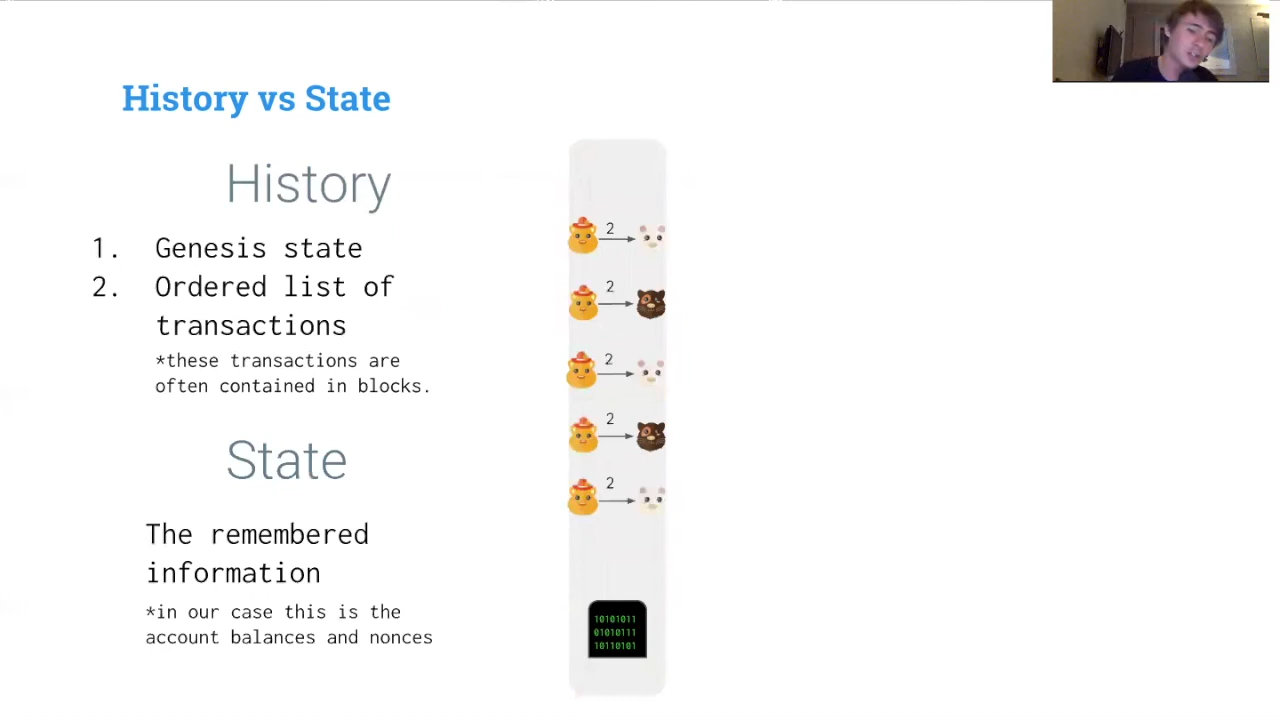 History vs State
History
1. Genesis state
2. Ordered list of
transactions
*these transactions are
often contained in blocks.
State
The remembered
information
*in our case this is the
account balances and nonces
2
2
2
2
2
10101011
01010111
10110101